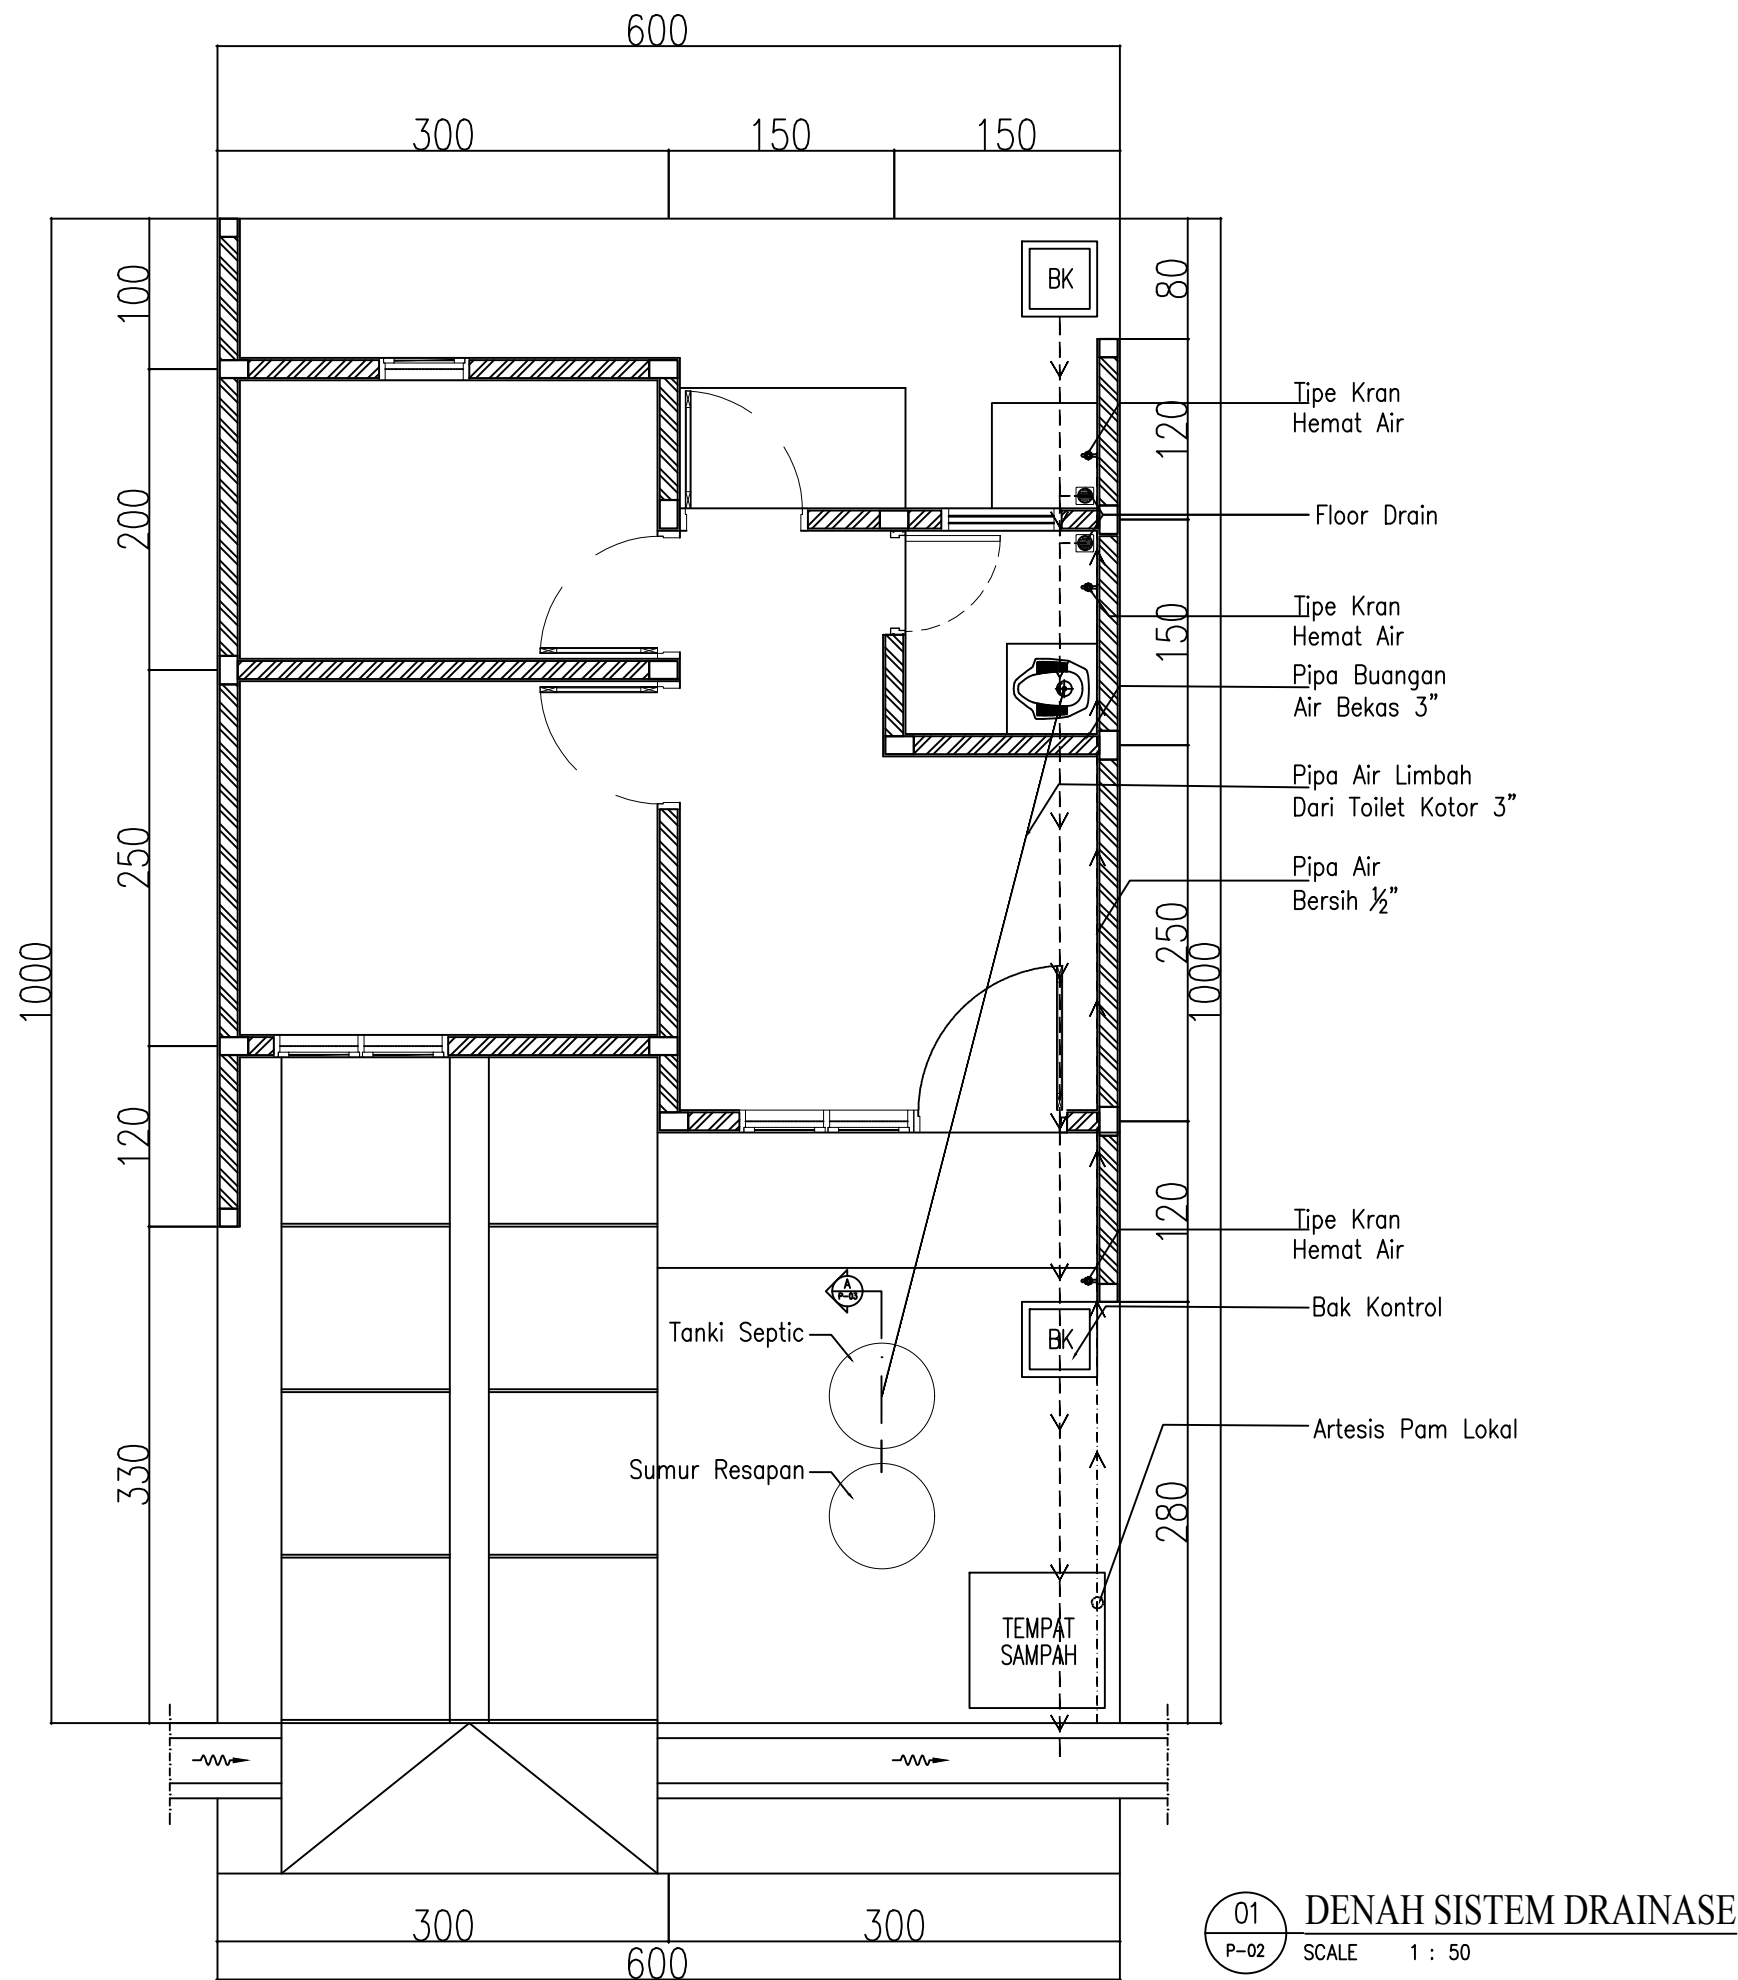 600
300
150
150
100
200
250
120
330
1000
80
120
150
250
120
280
1000
BK
Tipe Kran
Hemat Air
Floor Drain
Tipe Kran
Hemat Air
Pipa Buangan
Air Bekas 3"
Pipa Air Limbah
Dari Toilet Kotor 3"
Pipa Air
Bersih ½"
Tipe Kran
Hemat Air
A
P-03
Tanki Septic
BK
Bak Kontrol
Artesis Pam Lokal
Sumur Resapan
TEMPAT
SAMPAH
300
300
600
01
P-02
DENAH SISTEM DRAINASE
SCALE 1 : 50